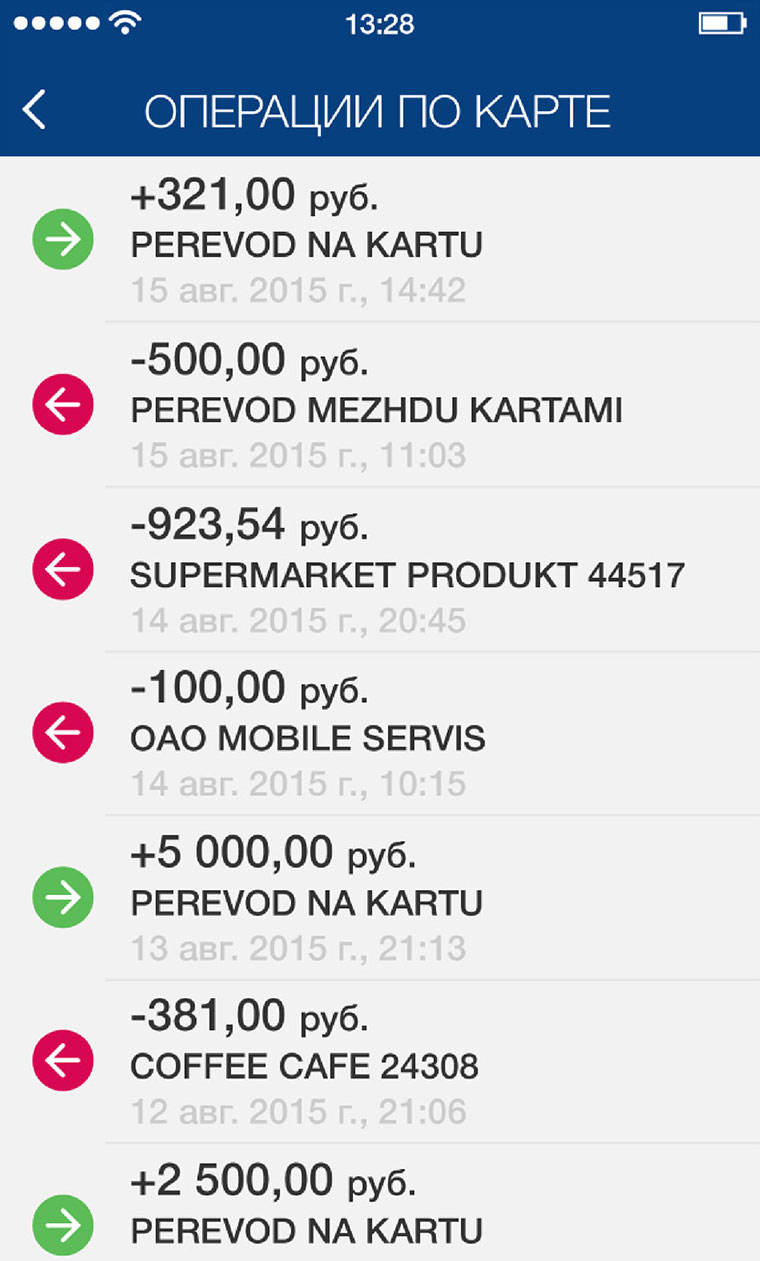 13:28
ОПЕРАЦИИ ПО КАРТЕ
+321,00 руб.
PEREVOD NA KARTU
15 авг. 2015 г., 14:42
-500,00 руб.
PEREVOD MEZHDU KARTAMI
15 авг. 2015 г., 11:03
-923,54 руб.
SUPERMARKET PRODUKT 44517
14 авг. 2015 г., 20:45
-100,00 руб.
OAO MOBILE SERVIS
14 авг. 2015 г., 10:15
+5 000,00 руб.
PEREVOD NA KARTU
13 авг. 2015 г., 21:13
-381,00 руб.
COFFEE CAFE 24308
12 авг. 2015 г., 21:06
+2 500,00 руб.
PEREVOD NA KARTU